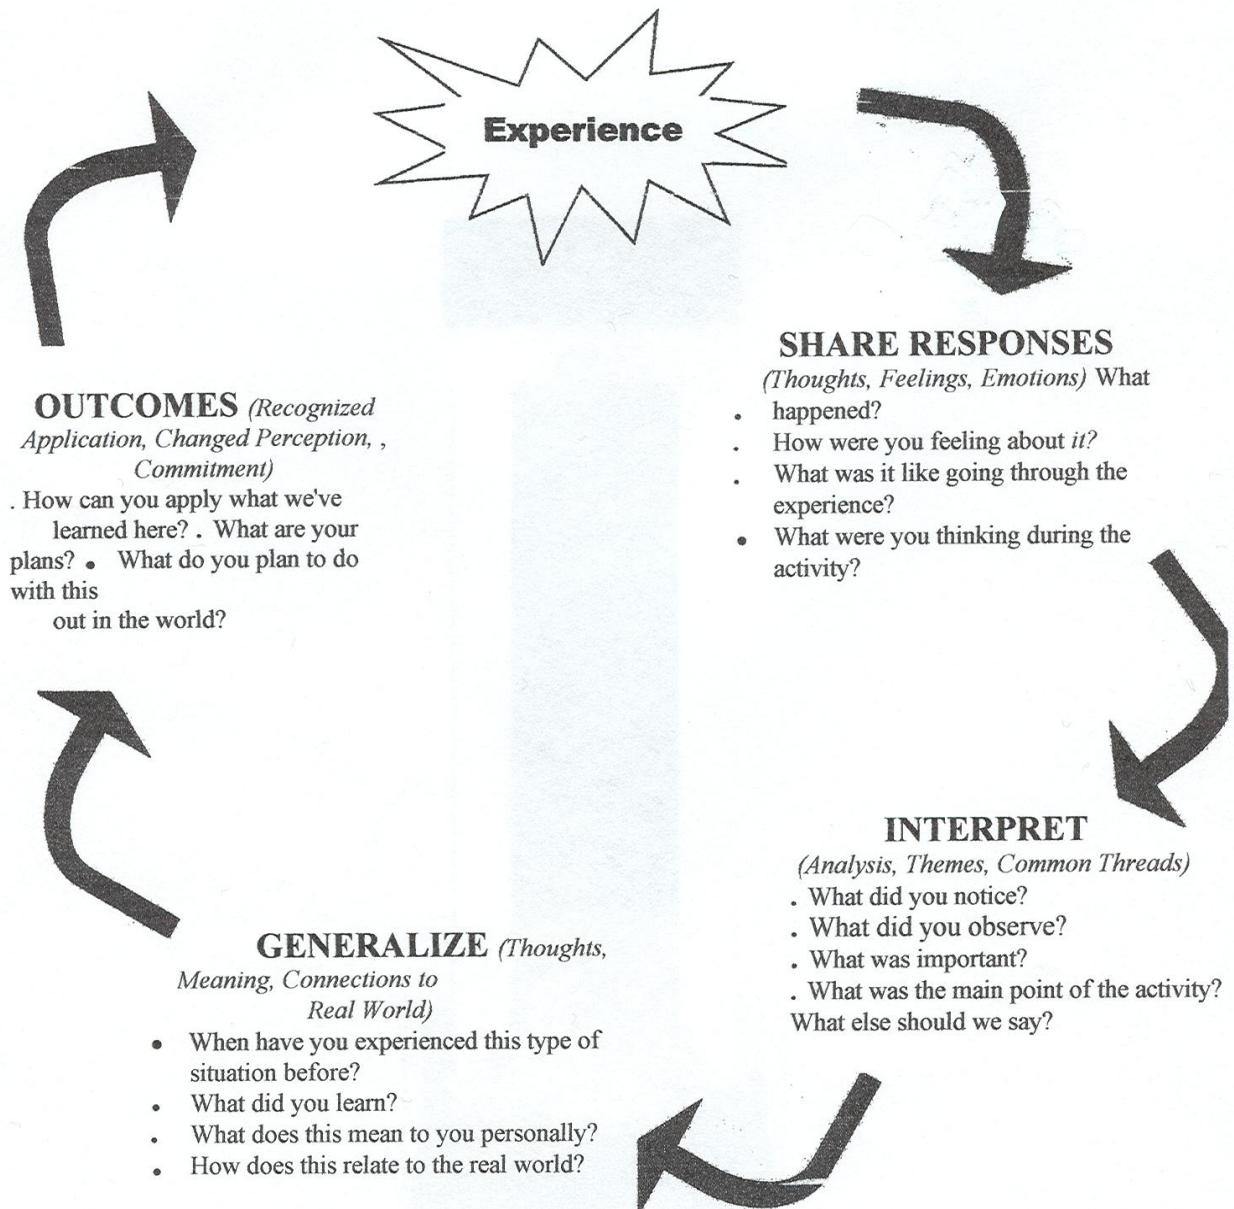 Experience
SHARE RESPONSES
(Thoughts, Feelings, Emotions) What
. happened?
. How were you feeling about it?
. What was it like going through the
experience?
• What were you thinking during the
activity?
INTERPRET
(Analysis, Themes, Common Threads)
. What did you notice?
. What did you observe?
. What was important?
. What was the main point of the activity?
What else should we say?
GENERALIZE (Thoughts,
Meaning, Connections to
Real World)
• When have you experienced this type of
situation before?
• What did you learn?
• What does this mean to you personally?
• How does this relate to the real world?
OUTCOMES (Recognized
Application, Changed Perception, ,
Commitment)
. How can you apply what we've
learned here? . What are your
plans? • What do you plan to do
with this
out in the world?